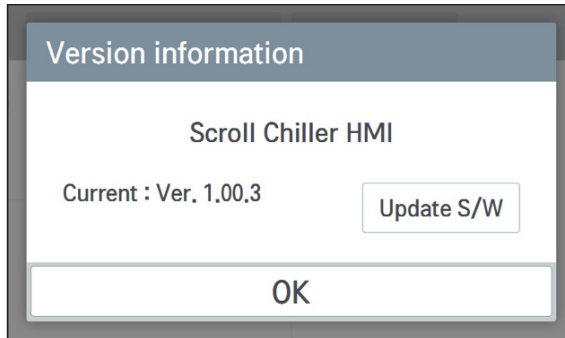 Version information
Scroll Chiller HMI
Current : Ver. 1.00.3
Update S/W
OK